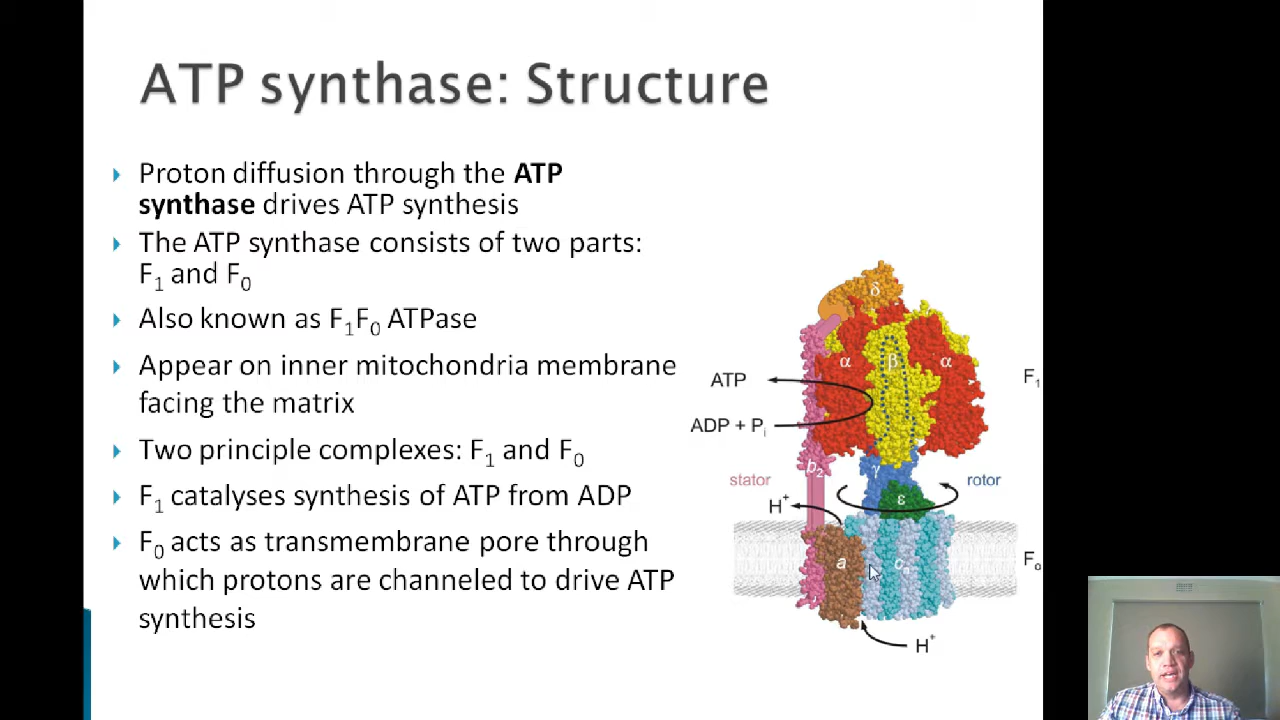 ATP synthase: Structure
Proton diffusion through the ATP
synthase drives ATP synthesis
The ATP synthase consists of two parts:
F₁ and F₀
Also known as F₁F₀ ATPase
Appear on inner mitochondria membrane
facing the matrix
Two principle complexes: F₁ and F₀
F₁ catalyses synthesis of ATP from ADP
F₀ acts as transmembrane pore through
which protons are channeled to drive ATP
synthesis
δ
α β α
ATP
F₁
ADP + Pᵢ
b₂ γ
stator
rotor
ε
H⁺
a c
Fₒ
H⁺